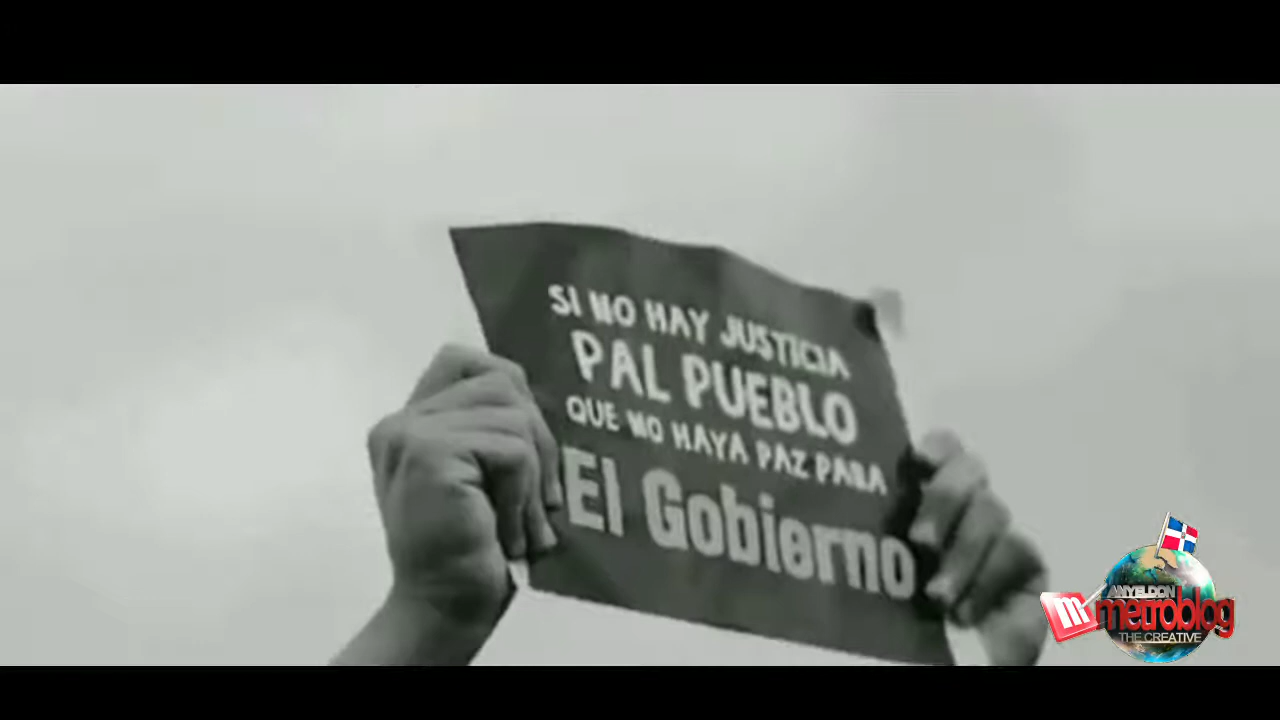 SI NO HAY JUSTICIA
PAL PUEBLO
QUE NO HAYA PAZ PARA
El Gobierno
ANYELDON
metroblog
THE CREATIVE